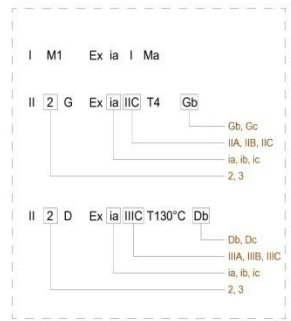 I M1 Ex ia I Ma
II 2 G Ex ia IIC T4 Gb
Gb, Gc
IIA, IIB, IIC
ia, ib, ic
2, 3
II 2 D Ex ia IIIC T130°C Db
Db, Dc
IIIA, IIIB, IIIC
ia, ib, ic
2, 3